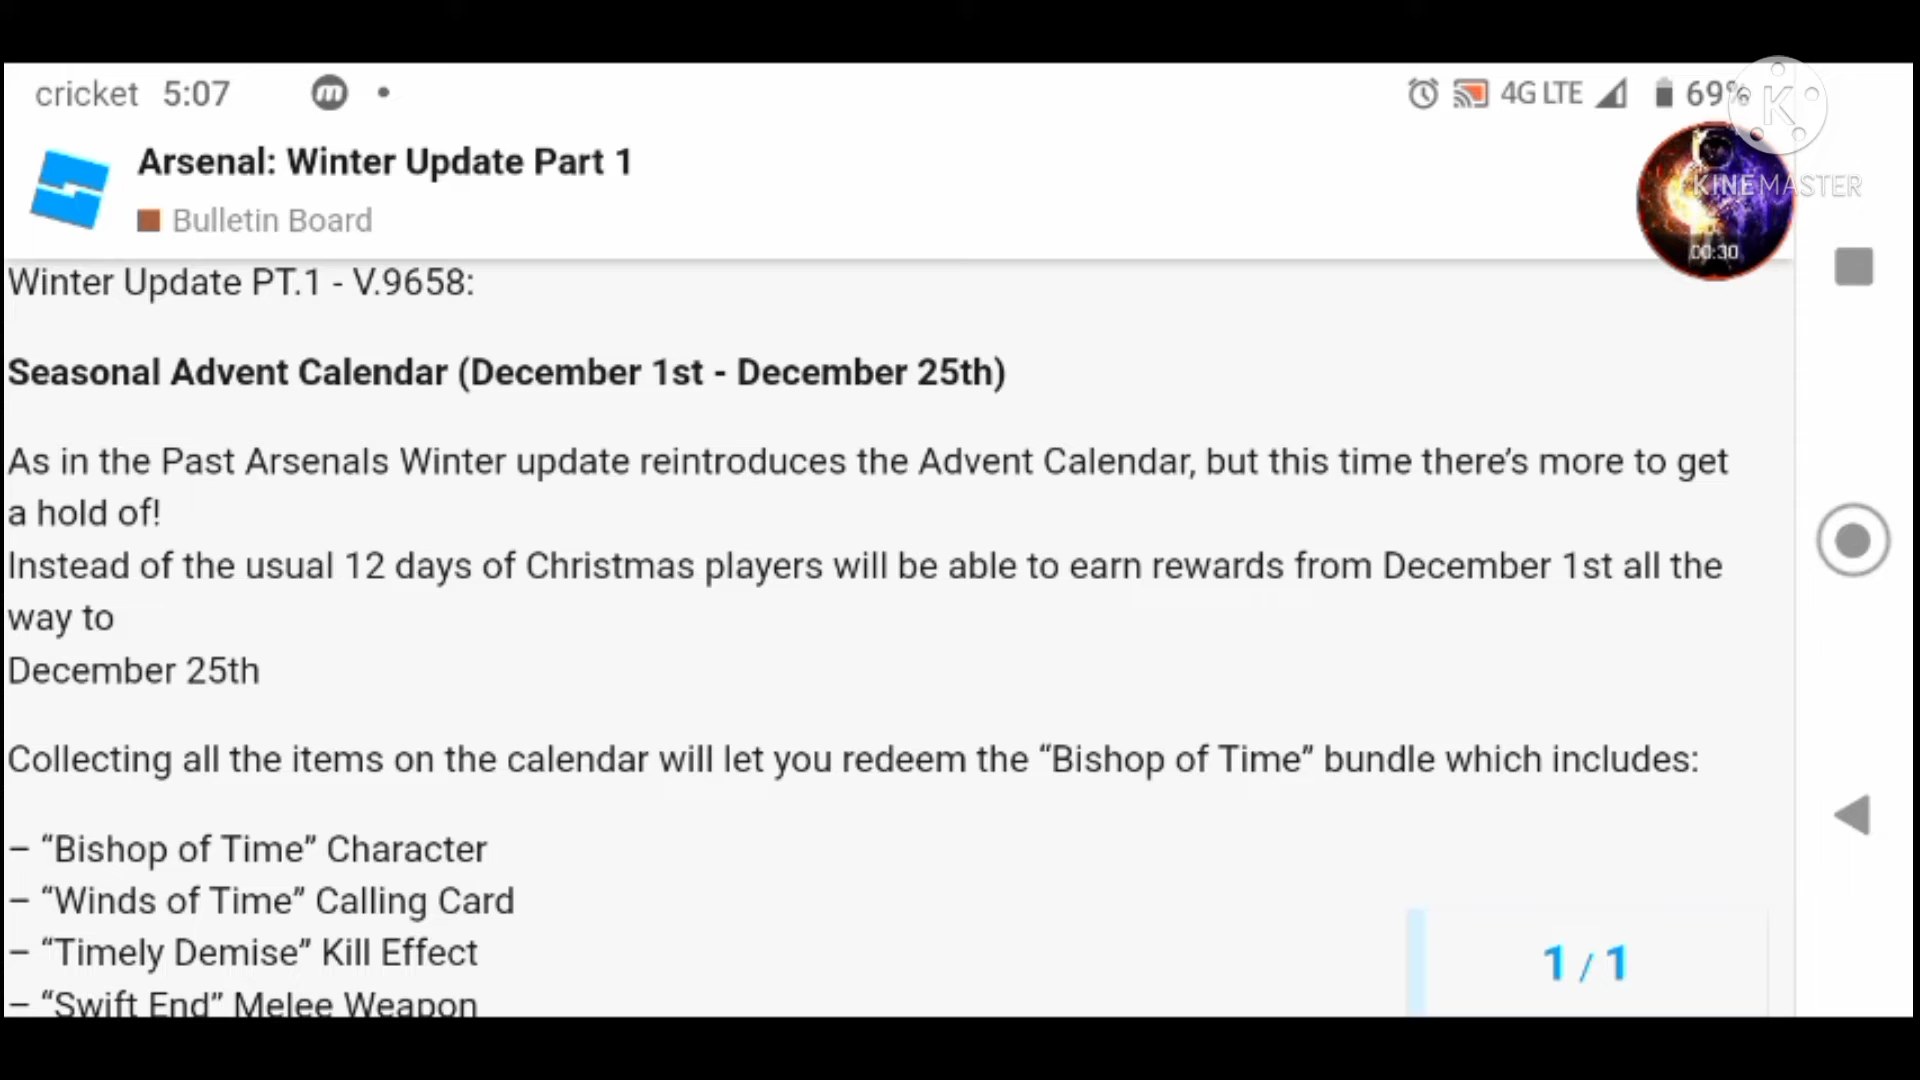 cricket 5:07
4G LTE 69%
K
KINEMASTER
00:30
Arsenal: Winter Update Part 1
Bulletin Board
Winter Update PT.1 - V.9658:
Seasonal Advent Calendar (December 1st - December 25th)
As in the Past Arsenals Winter update reintroduces the Advent Calendar, but this time there’s more to get
a hold of!
Instead of the usual 12 days of Christmas players will be able to earn rewards from December 1st all the
way to
December 25th
Collecting all the items on the calendar will let you redeem the “Bishop of Time” bundle which includes:
– “Bishop of Time” Character
– “Winds of Time” Calling Card
– “Timely Demise” Kill Effect
– “Swift End” Melee Weapon
1 / 1